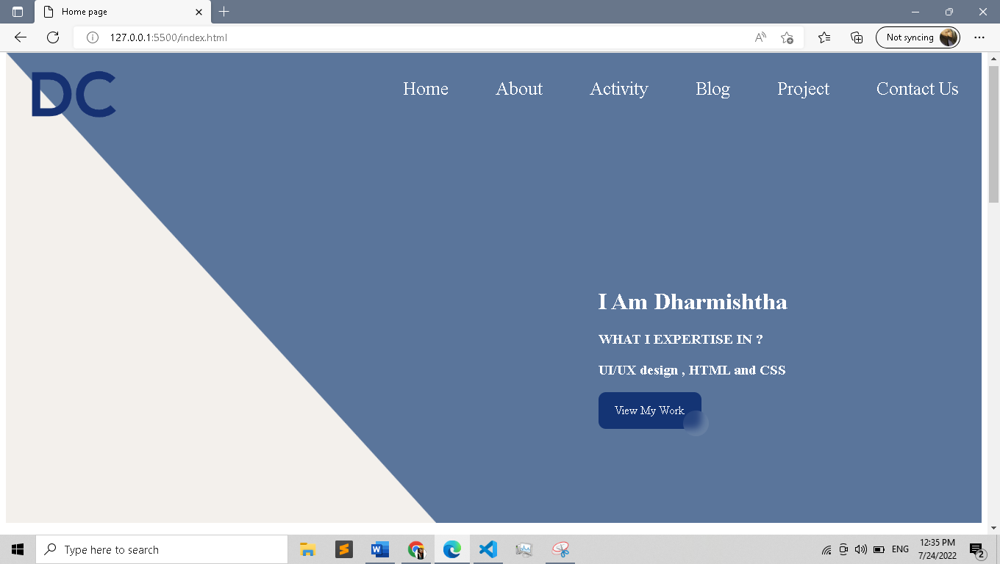 Home page
127.0.0.1:5500/index.html
Not syncing
DC
Home About Activity Blog Project Contact Us
I Am Dharmishtha
WHAT I EXPERTISE IN ?
UI/UX design , HTML and CSS
View My Work
Type here to search
ENG
12:35 PM
7/24/2022
2